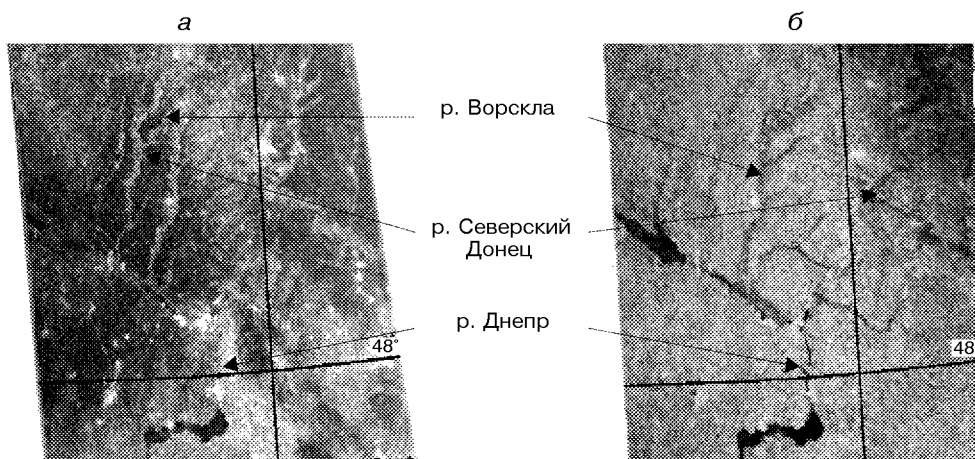 а
б
р. Ворскла
р. Северский
Донец
р. Днепр
48°
48